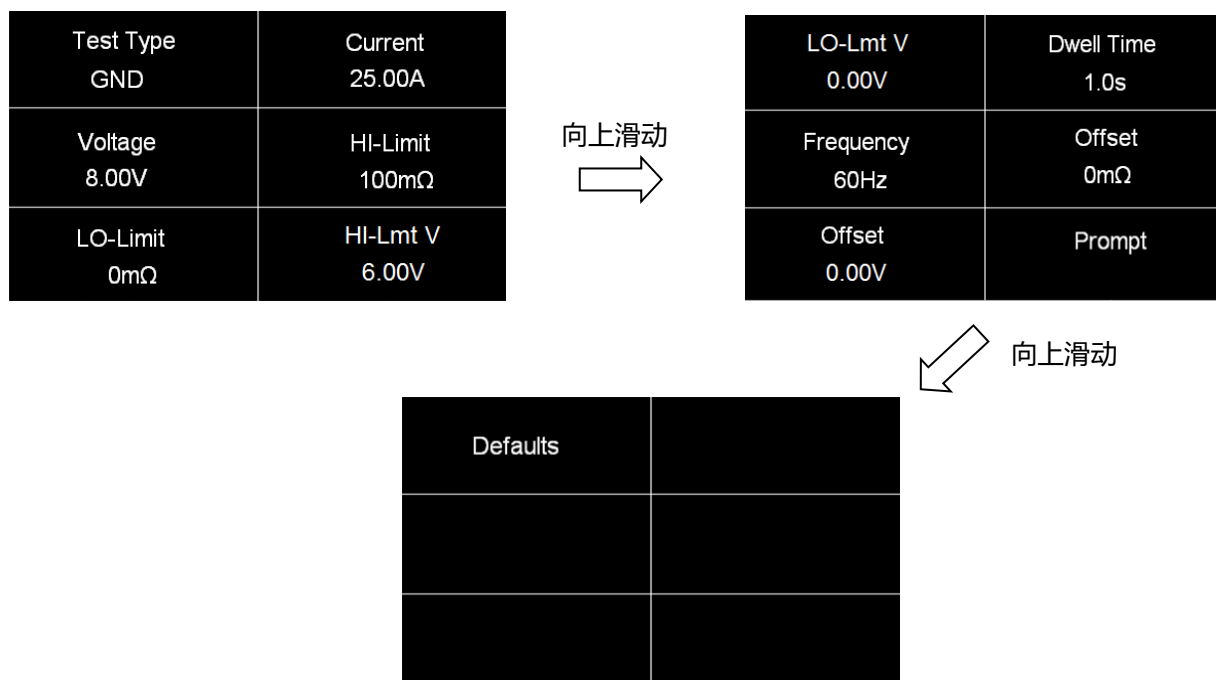 Test Type
GND
Current
25.00A
Voltage
8.00V
HI-Limit
100mΩ
LO-Limit
0mΩ
HI-Lmt V
6.00V
向上滑动
LO-Lmt V
0.00V
Dwell Time
1.0s
Frequency
60Hz
Offset
0mΩ
Offset
0.00V
Prompt
向上滑动
Defaults